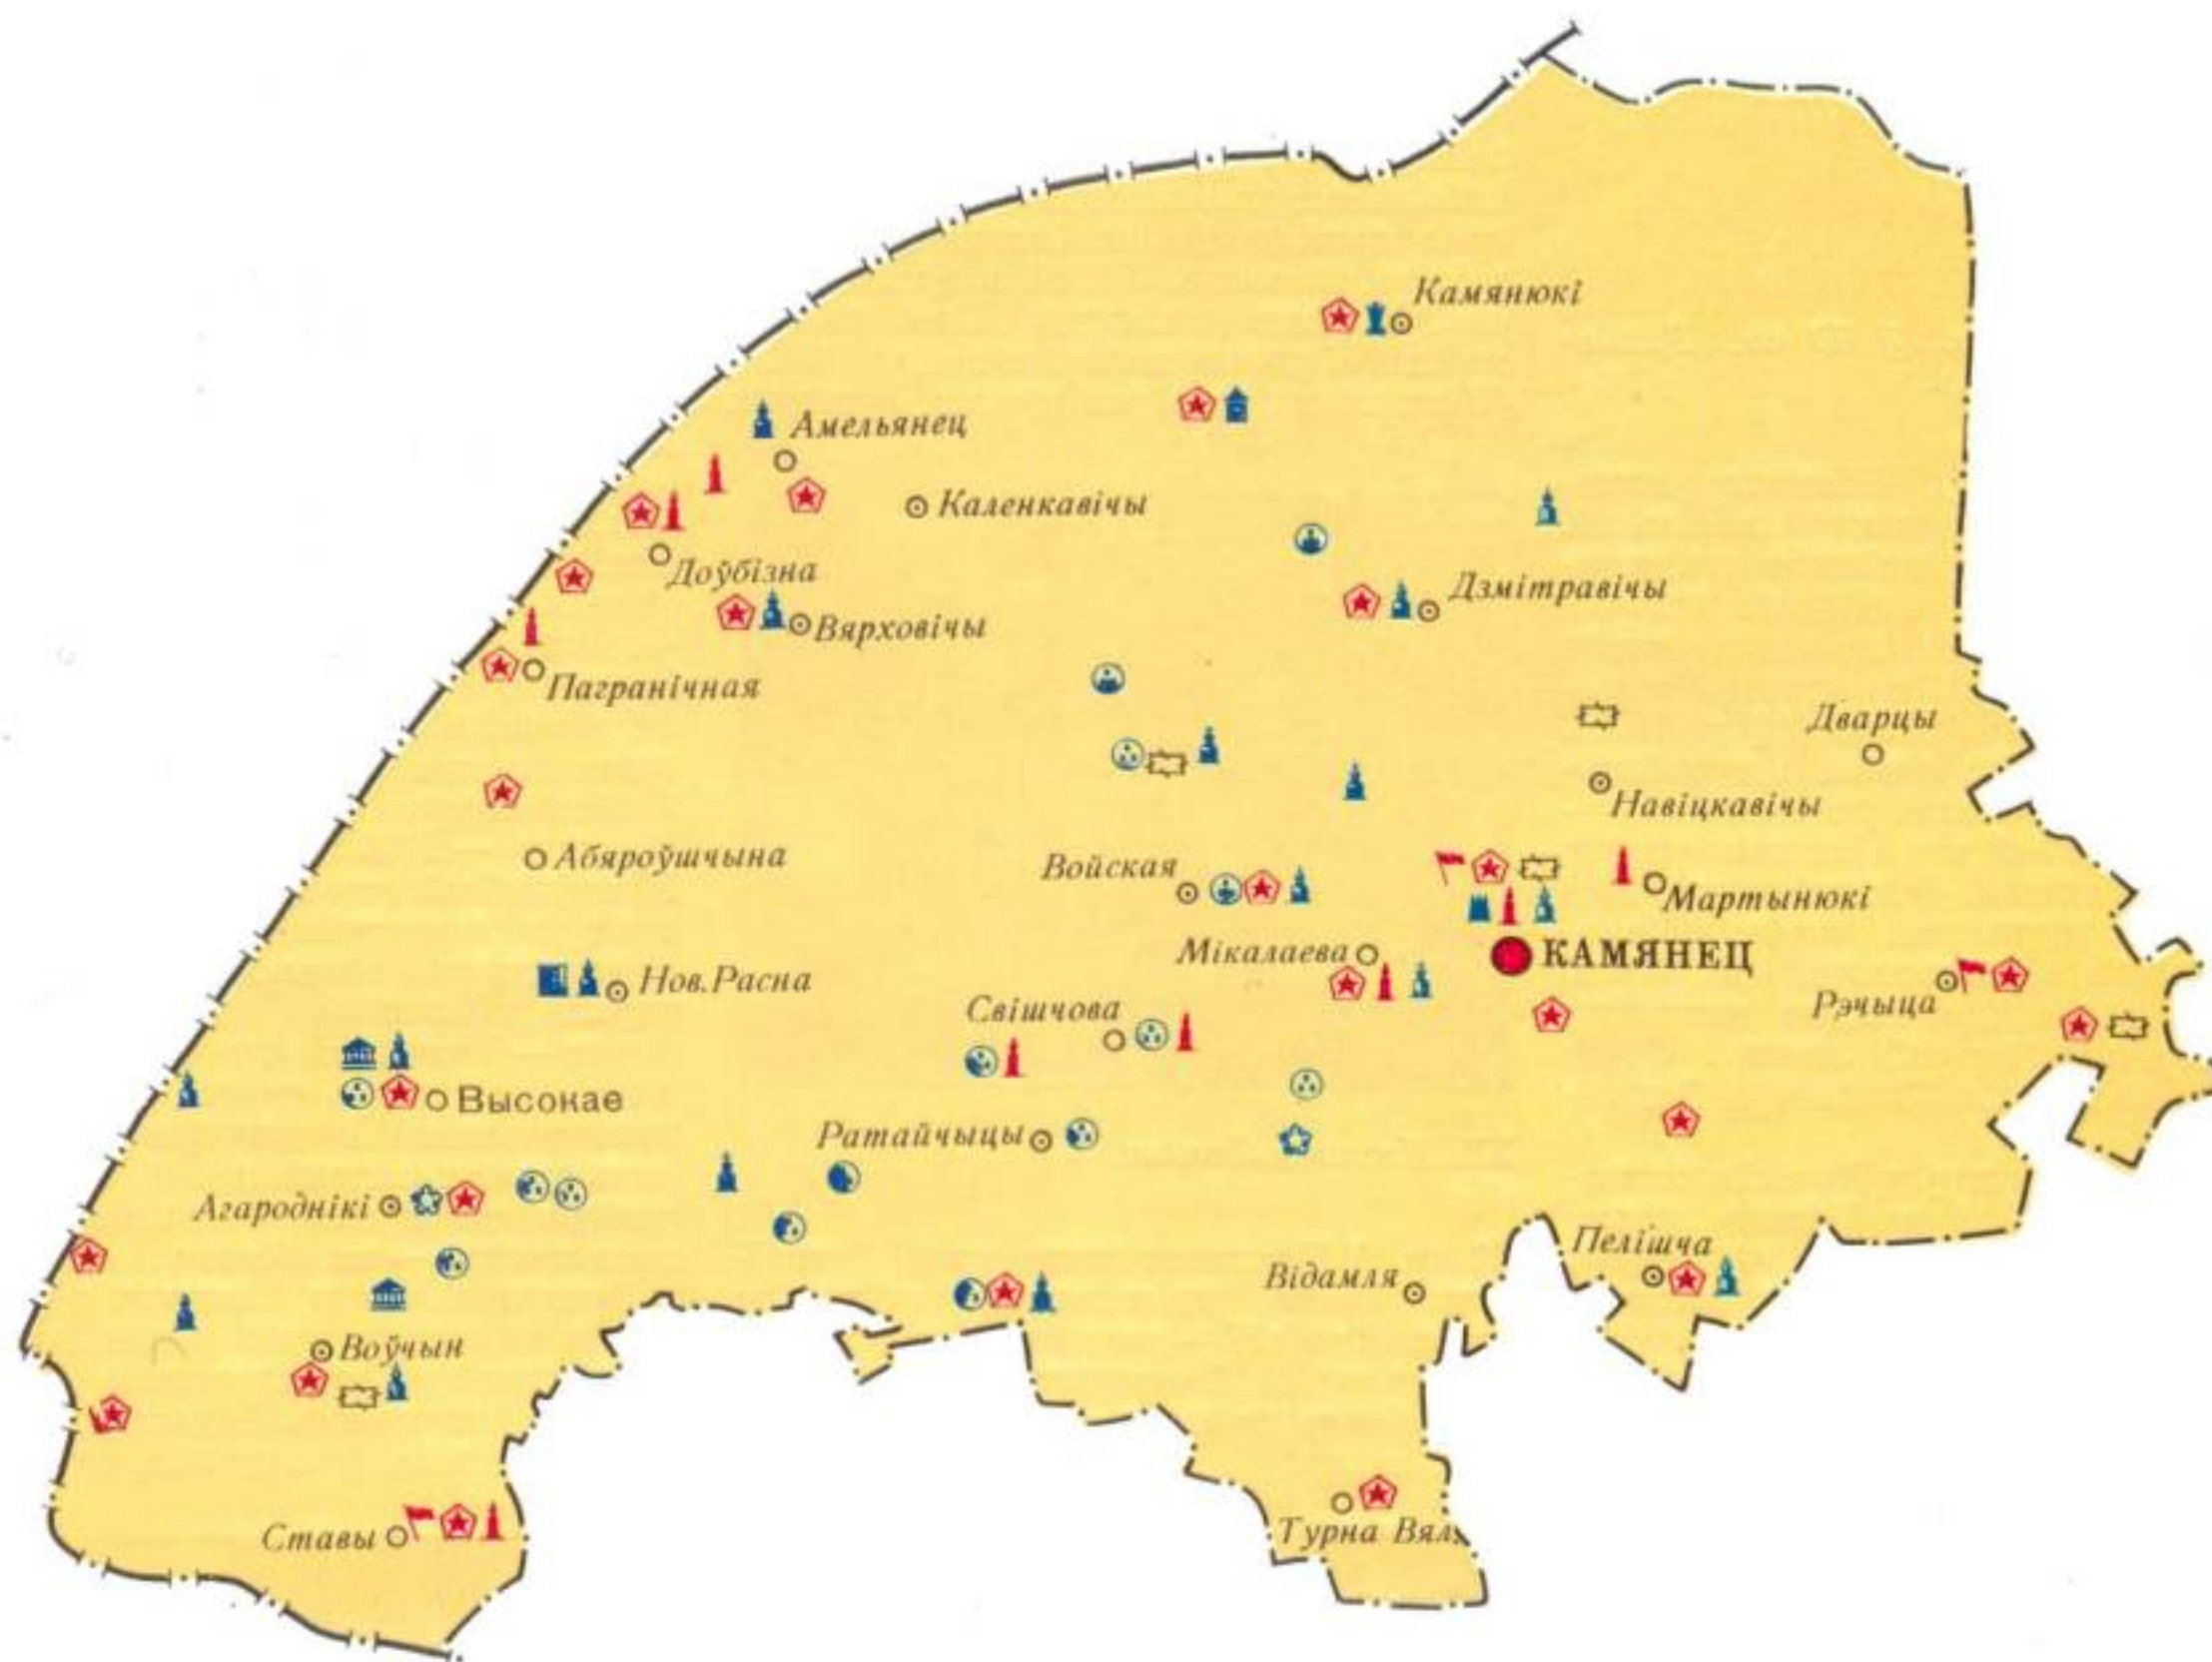 Камянюкі
Амельянец
Каленкавічы
Доўбізна
Дзмітравічы
Вярховічы
Пагранічная
Дварцы
Навіцкавічы
Абяроўшчына
Войская
Мартынюкі
Мікалаева
КАМЯНЕЦ
Нов.Расна
Рэчыца
Свішчова
Высокае
Ратайчыцы
Агароднікі
Пелішча
Відамля
Воўчын
Ставы
Турна Вял.